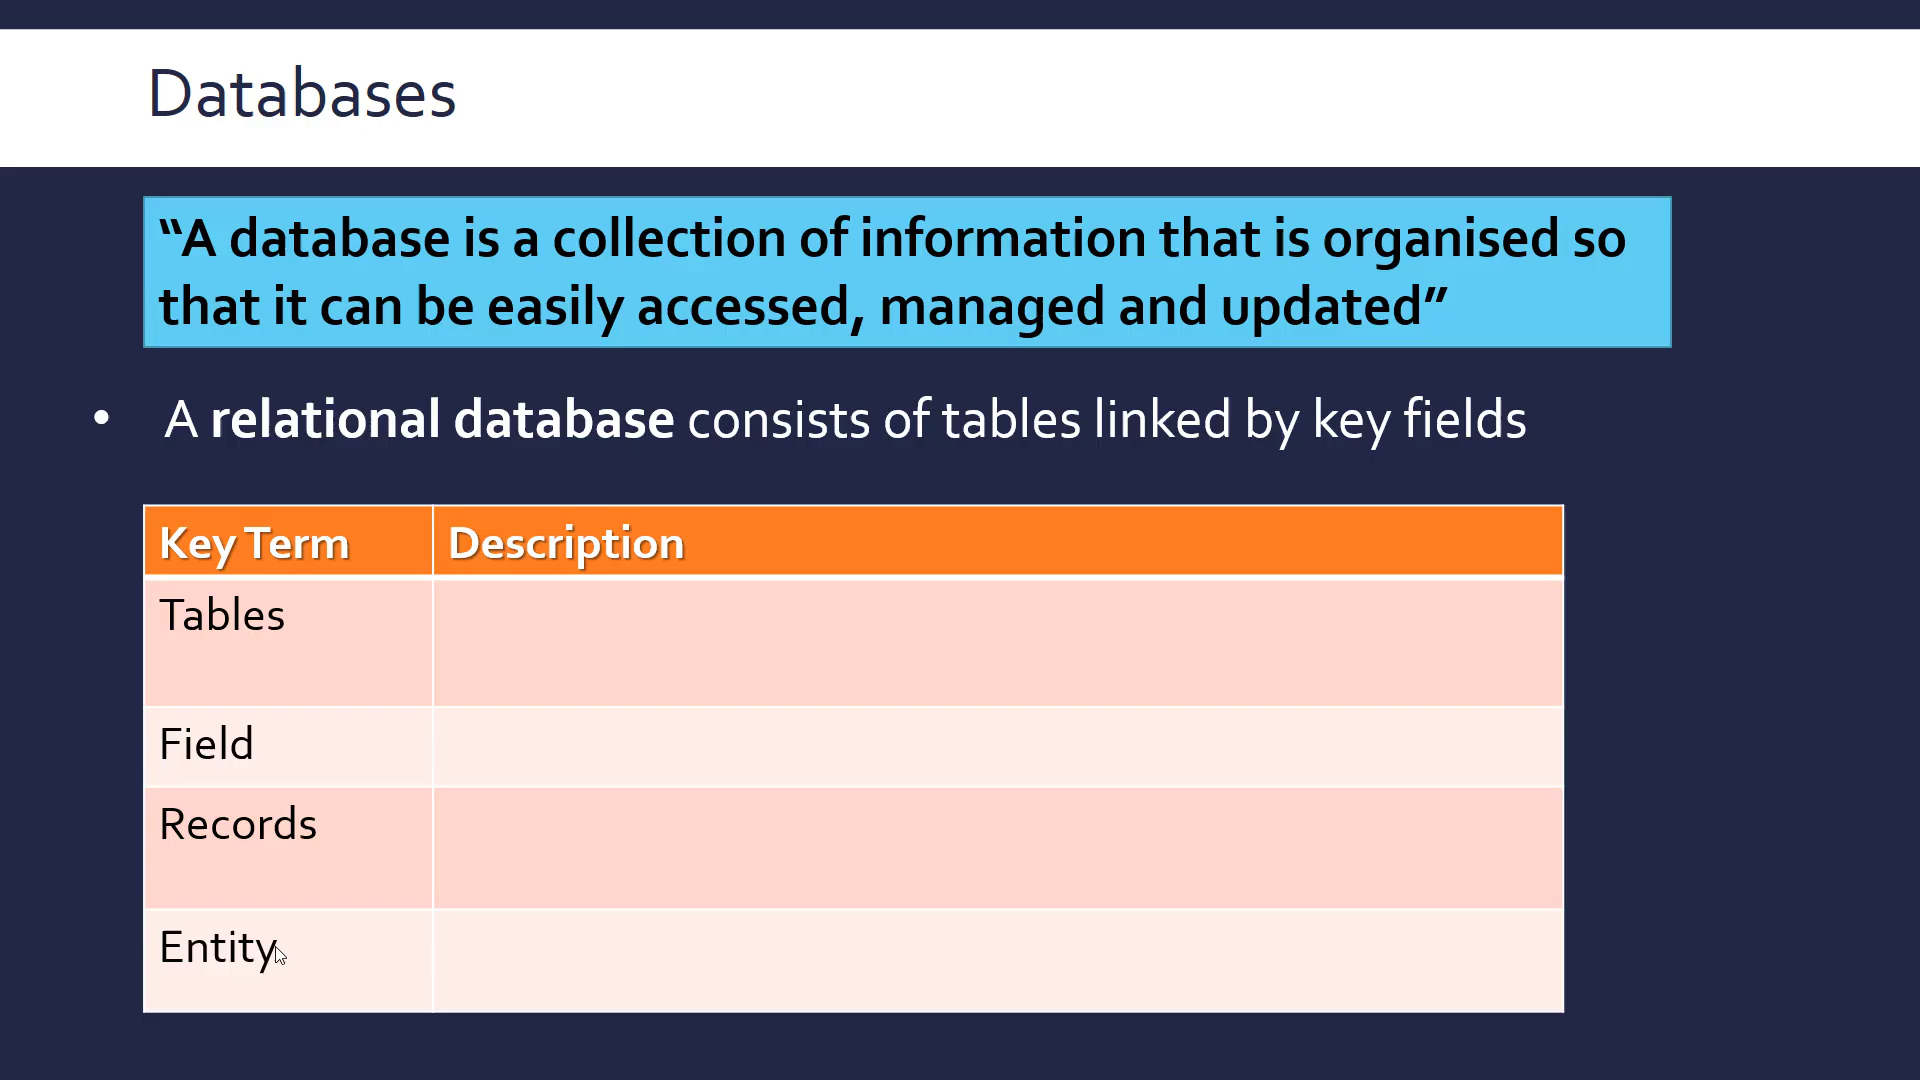 Databases
“A database is a collection of information that is organised so
that it can be easily accessed, managed and updated”
• A relational database consists of tables linked by key fields
Key Term Description
Tables
Field
Records
Entity